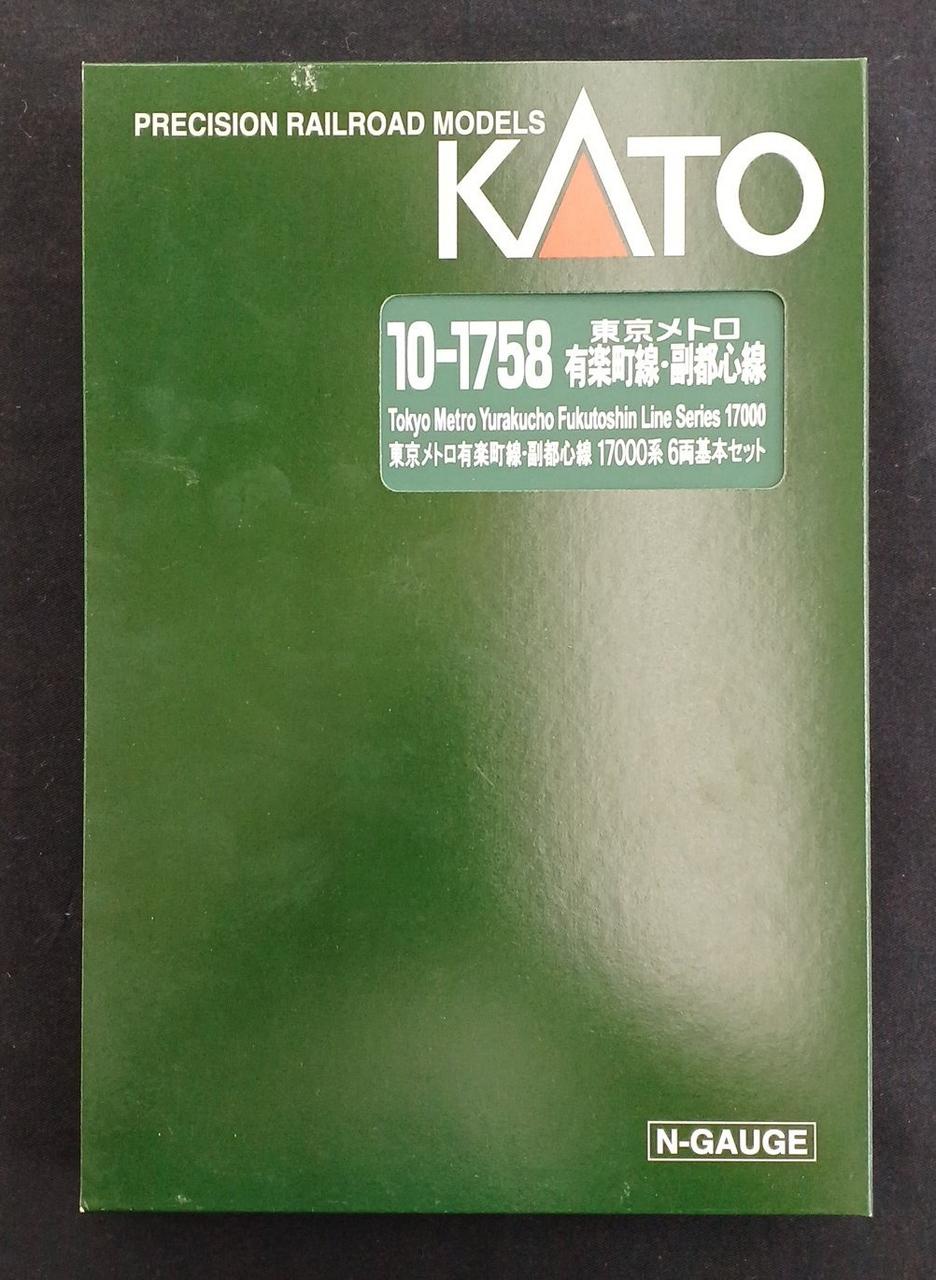 PRECISION RAILROAD MODELS
KATO
10-1758
東京メトロ
有楽町線・副都心線
Tokyo Metro Yurakucho Fukutoshin Line Series 17000
東京メトロ有楽町線・副都心線 17000系 6両基本セット
N-GAUGE